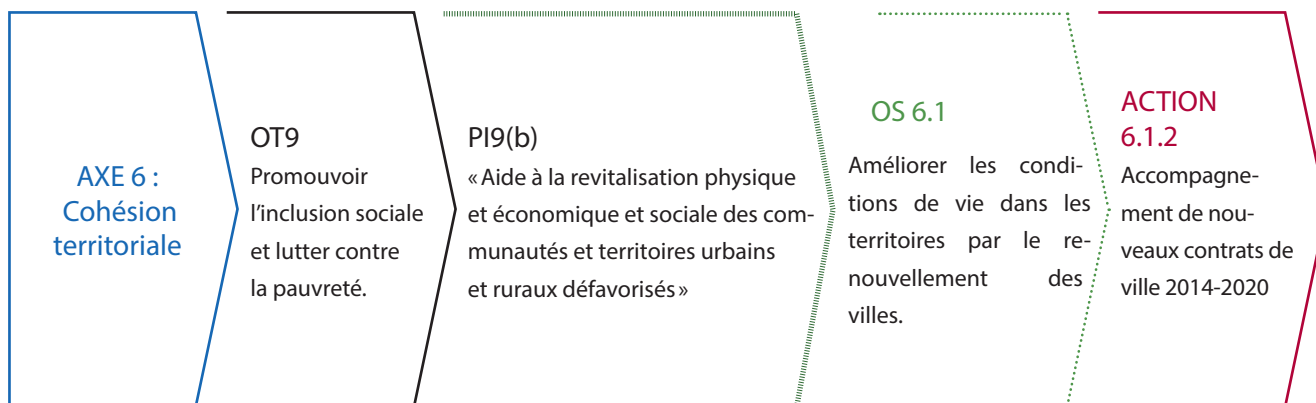 AXE 6 :
Cohésion
territoriale
OT9
Promouvoir
l'inclusion sociale
et lutter contre
la pauvreté.
PI9(b)
« Aide à la revitalisation physique
et économique et sociale des com-
munautés et territoires urbains
et ruraux défavorisés »
OS 6.1
Améliorer les condi-
tions de vie dans les
territoires par le re-
nouvellement des
villes.
ACTION
6.1.2
Accompagne-
ment de nou-
veaux contrats de
ville 2014-2020